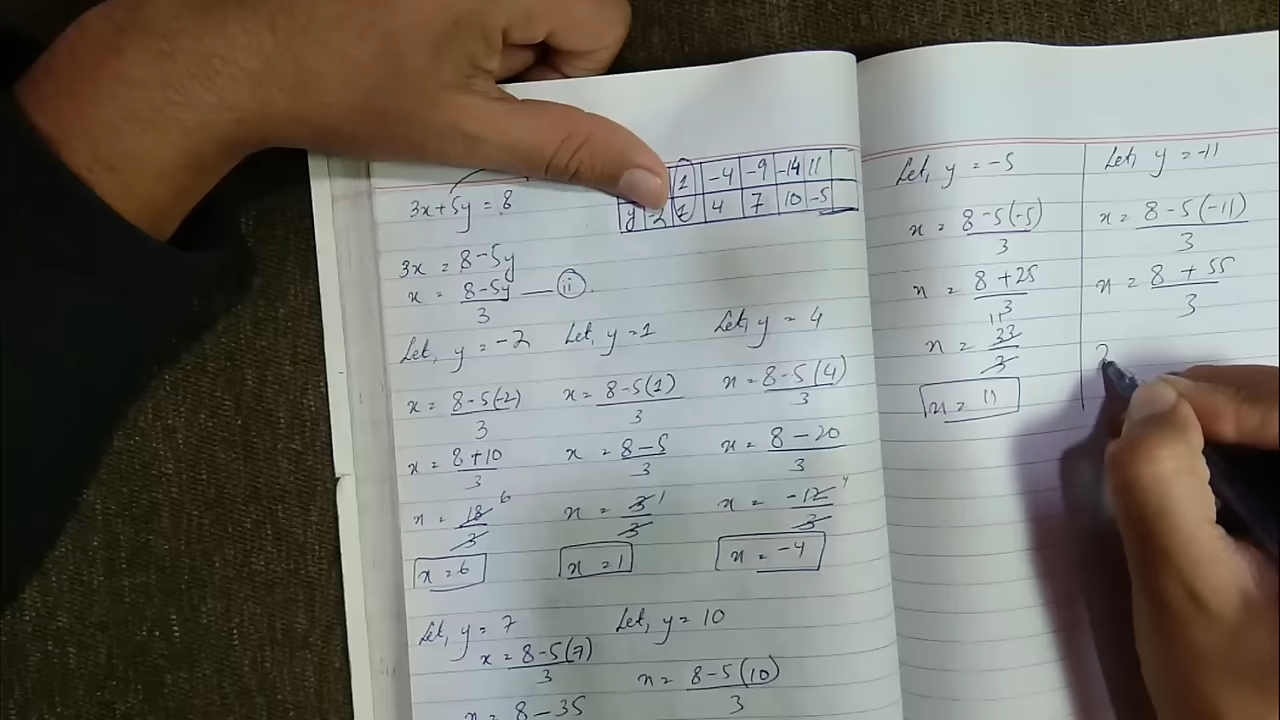 3x+5y = 8
1 -4 -9 -14 11
y -2 1 4 7 10 -5
3x = 8-5y
x = 8-5y/3 — (ii)
Let, y = -2 Let, y = 1 Let, y = 4
x = 8-5(-2)/3 x = 8-5(1)/3 x = 8-5(4)/3
x = 8+10/3 x = 8-5/3 x = 8-20/3
x = 18/3 6 x = 3/3 1 x = -12/3 4
x = 6 x = 1 x = -4
Let, y = 7 Let, y = 10
x = 8-5(7)/3 x = 8-5(10)/3
x = 8-35
Let, y = -5 Let, y = -11
x = 8-5(-5)/3 x = 8-5(-11)/3
x = 8+25/3 x = 8+55/3
x = 33/3 11
x = 11